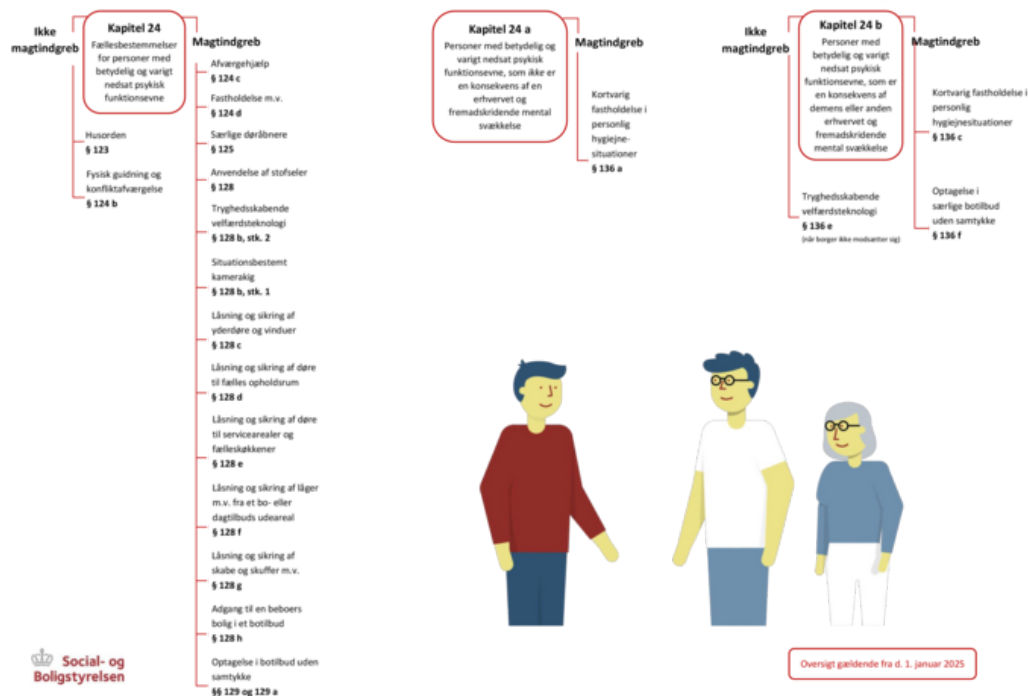 Ikke
magtindgreb
Kapitel 24
Fællesbestemmelser
for personer med
betydelig og varigt
nedsat psykisk
funktionsevne
Magtindgreb
Husorden
§ 123
Fysisk guidning og
konfliktafværgelse
§ 124 b
Afværgehjælp
§ 124 c
Fastholdelse m.v.
§ 124 d
Særlige døråbnere
§ 125
Anvendelse af stofseler
§ 128
Tryghedsskabende
velfærdsteknologi
§ 128 b, stk. 2
Situationsbestemt
kamerakig
§ 128 b, stk. 1
Låsning og sikring af
yderdøre og vinduer
§ 128 c
Låsning og sikring af døre
til fælles opholdsrum
§ 128 d
Låsning og sikring af døre
til servicearealer og
fælleskøkkener
§ 128 e
Låsning og sikring af låger
m.v. fra et bo- eller
dagtilbuds udeareal
§ 128 f
Låsning og sikring af
skabe og skuffer m.v.
§ 128 g
Adgang til en beboers
bolig i et botilbud
§ 128 h
Optagelse i botilbud uden
samtykke
§§ 129 og 129 a
Kapitel 24 a
Personer med betydelig og
varigt nedsat psykisk
funktionsevne, som ikke er
en konsekvens af en
erhvervet og
fremadskridende mental
svækkelse
Magtindgreb
Kortvarig
fastholdelse i
personlig
hygiejne-
situationer
§ 136 a
Ikke
magtindgreb
Kapitel 24 b
Personer med
betydelig og varigt
nedsat psykisk
funktionsevne, som er
en konsekvens af
demens eller anden
erhvervet og
fremadskridende
mental svækkelse
Magtindgreb
Tryghedsskabende
velfærdsteknologi
§ 136 e
(når borger ikke modsætter sig)
Kortvarig fastholdelse i
personlig
hygiejnesituationer
§ 136 c
Optagelse i
særlige botilbud
uden samtykke
§ 136 f
Social- og
Boligstyrelsen
Oversigt gældende fra d. 1. januar 2025